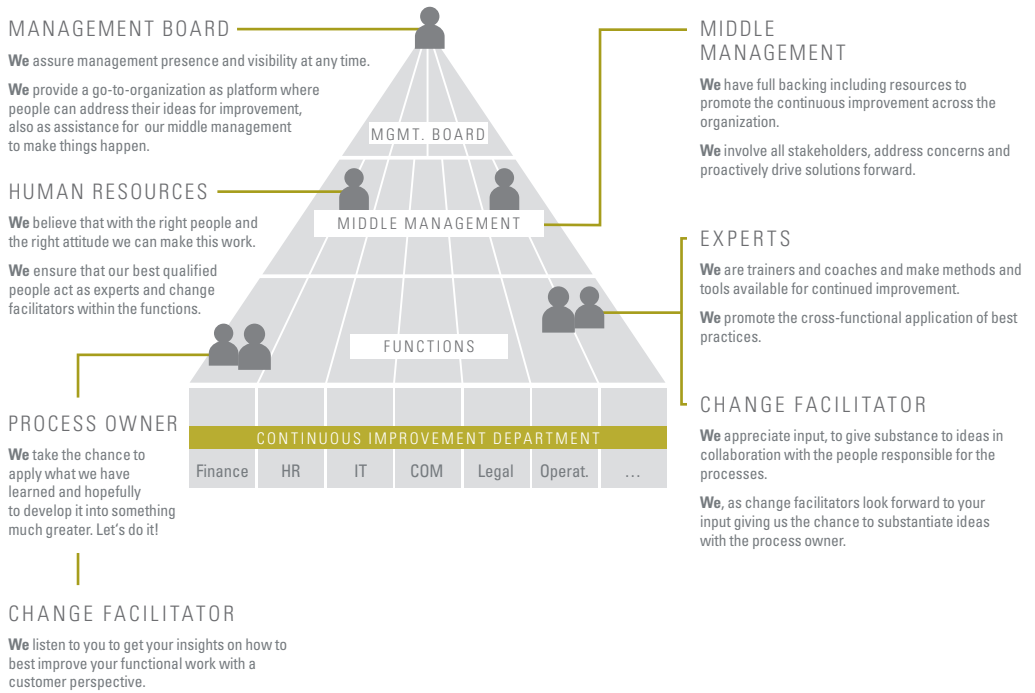 MANAGEMENT BOARD
We assure management presence and visibility at any time.
We provide a go-to-organization as platform where
people can address their ideas for improvement,
also as assistance for our middle management
to make things happen.
HUMAN RESOURCES
We believe that with the right people and
the right attitude we can make this work.
We ensure that our best qualified
people act as experts and change
facilitators within the functions.
PROCESS OWNER
We take the chance to
apply what we have
learned and hopefully
to develop it into something
much greater. Let's do it!
CHANGE FACILITATOR
We listen to you to get your insights on how to
best improve your functional work with a
customer perspective.
MGMT. BOARD
MIDDLE MANAGEMENT
FUNCTIONS
CONTINUOUS IMPROVEMENT DEPARTMENT
Finance HR IT COM Legal Operat. ...
MIDDLE
MANAGEMENT
We have full backing including resources to
promote the continuous improvement across the
organization.
We involve all stakeholders, address concerns and
proactively drive solutions forward.
EXPERTS
We are trainers and coaches and make methods and
tools available for continued improvement.
We promote the cross-functional application of best
practices.
CHANGE FACILITATOR
We appreciate input, to give substance to ideas in
collaboration with the people responsible for the
processes.
We, as change facilitators look forward to your
input giving us the chance to substantiate ideas
with the process owner.